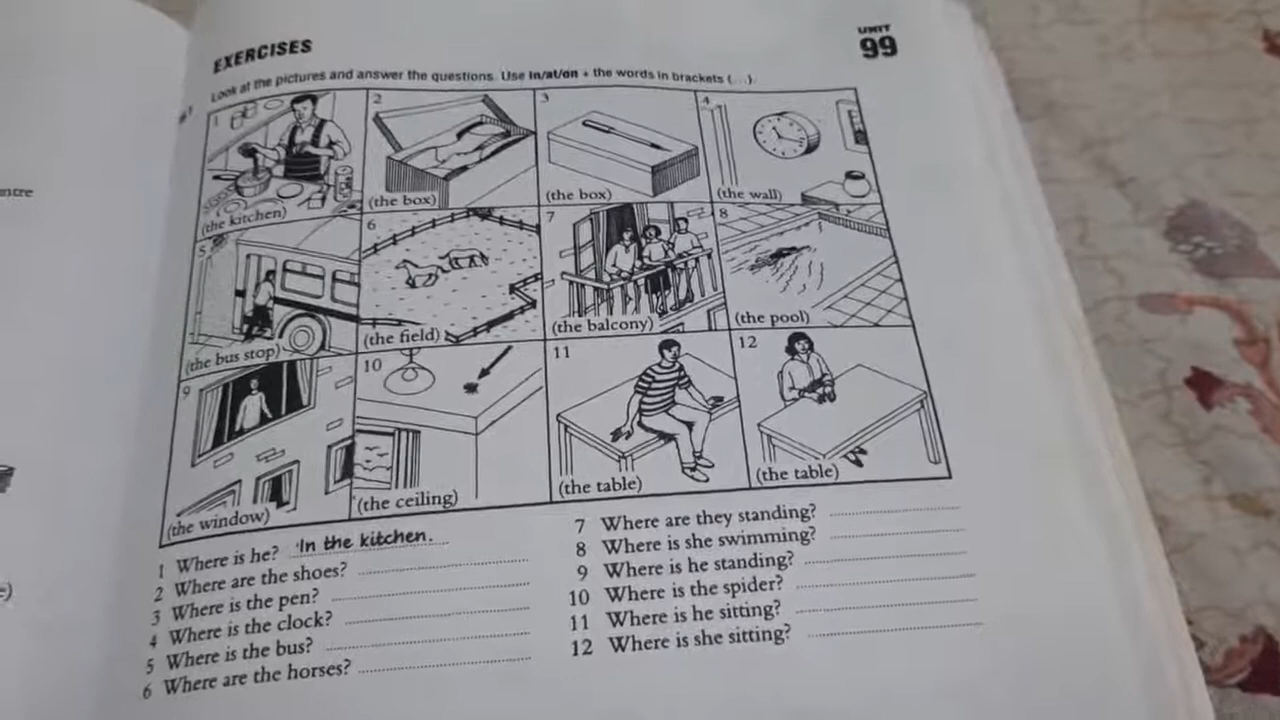 ntre
EXERCISES
UNIT
99
Look at the pictures and answer the questions. Use in/at/on + the words in brackets (...).
1
(the kitchen)
2
(the box)
3
(the box)
4
(the wall)
5
(the bus stop)
6
(the field)
7
(the balcony)
8
(the pool)
9
(the window)
10
(the ceiling)
11
(the table)
12
(the table)
1 Where is he? In the kitchen.
2 Where are the shoes?
3 Where is the pen?
4 Where is the clock?
5 Where is the bus?
6 Where are the horses?
7 Where are they standing?
8 Where is she swimming?
9 Where is he standing?
10 Where is the spider?
11 Where is he sitting?
12 Where is she sitting?